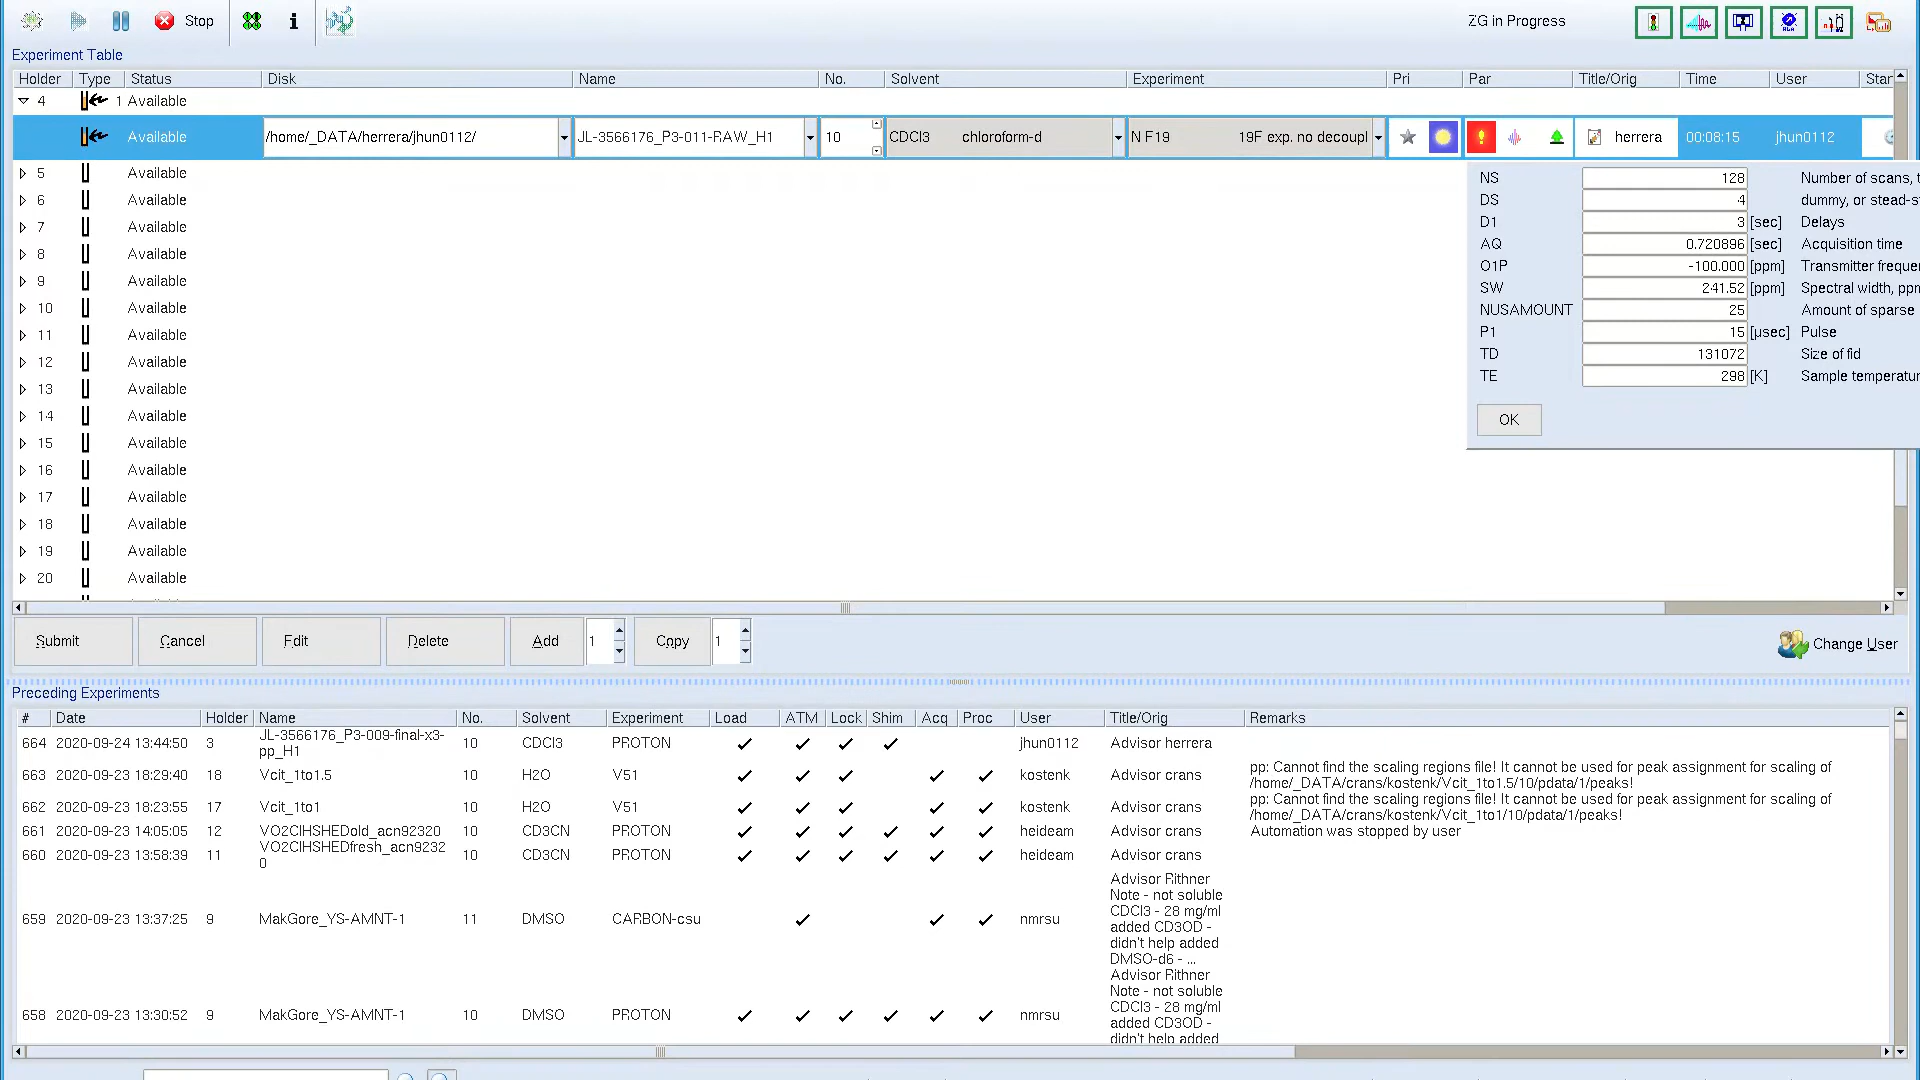 Stop
ZG in Progress
Experiment Table
Holder Type Status Disk Name No. Solvent Experiment Pri Par Title/Orig Time User Star
4 1 Available
Available /home/_DATA/herrera/jhun0112/ JL-3566176_P3-011-RAW_H1 10 CDCl3 chloroform-d N F19 19F exp. no decoupl herrera 00:08:15 jhun0112
5 Available
6 Available
7 Available
8 Available
9 Available
10 Available
11 Available
12 Available
13 Available
14 Available
15 Available
16 Available
17 Available
18 Available
19 Available
20 Available
NS 128 Number of scans, t
DS 4 dummy, or stead-s
D1 3 [sec] Delays
AQ 0.720896 [sec] Acquisition time
O1P -100.000 [ppm] Transmitter freque
SW 241.52 [ppm] Spectral width, ppm
NUSAMOUNT 25 Amount of sparse
P1 15 [µsec] Pulse
TD 131072 Size of fid
TE 298 [K] Sample temperatur
OK
Submit Cancel Edit Delete Add 1 Copy 1 Change User
Preceding Experiments
# Date Holder Name No. Solvent Experiment Load ATM Lock Shim Acq Proc User Title/Orig Remarks
664 2020-09-24 13:44:50 3 JL-3566176_P3-009-final-x3-
pp_H1 10 CDCl3 PROTON jhun0112 Advisor herrera
663 2020-09-23 18:29:40 18 Vcit_1to1.5 10 H2O V51 kostenk Advisor crans pp: Cannot find the scaling regions file! It cannot be used for peak assignment for scaling of
/home/_DATA/crans/kostenk/Vcit_1to1.5/10/pdata/1/peaks!
662 2020-09-23 18:23:55 17 Vcit_1to1 10 H2O V51 kostenk Advisor crans pp: Cannot find the scaling regions file! It cannot be used for peak assignment for scaling of
/home/_DATA/crans/kostenk/Vcit_1to1/10/pdata/1/peaks!
661 2020-09-23 14:05:05 12 VO2ClHSHEDold_acn92320 10 CD3CN PROTON heideam Advisor crans Automation was stopped by user
660 2020-09-23 13:58:39 11 VO2ClHSHEDfresh_acn9232
0 10 CD3CN PROTON heideam Advisor crans
659 2020-09-23 13:37:25 9 MakGore_YS-AMNT-1 11 DMSO CARBON-csu nmrsu Advisor Rithner
Note - not soluble
CDCl3 - 28 mg/ml
added CD3OD -
didn't help added
DMSO-d6 - ...
658 2020-09-23 13:30:52 9 MakGore_YS-AMNT-1 10 DMSO PROTON nmrsu Advisor Rithner
Note - not soluble
CDCl3 - 28 mg/ml
added CD3OD -
didn't help added